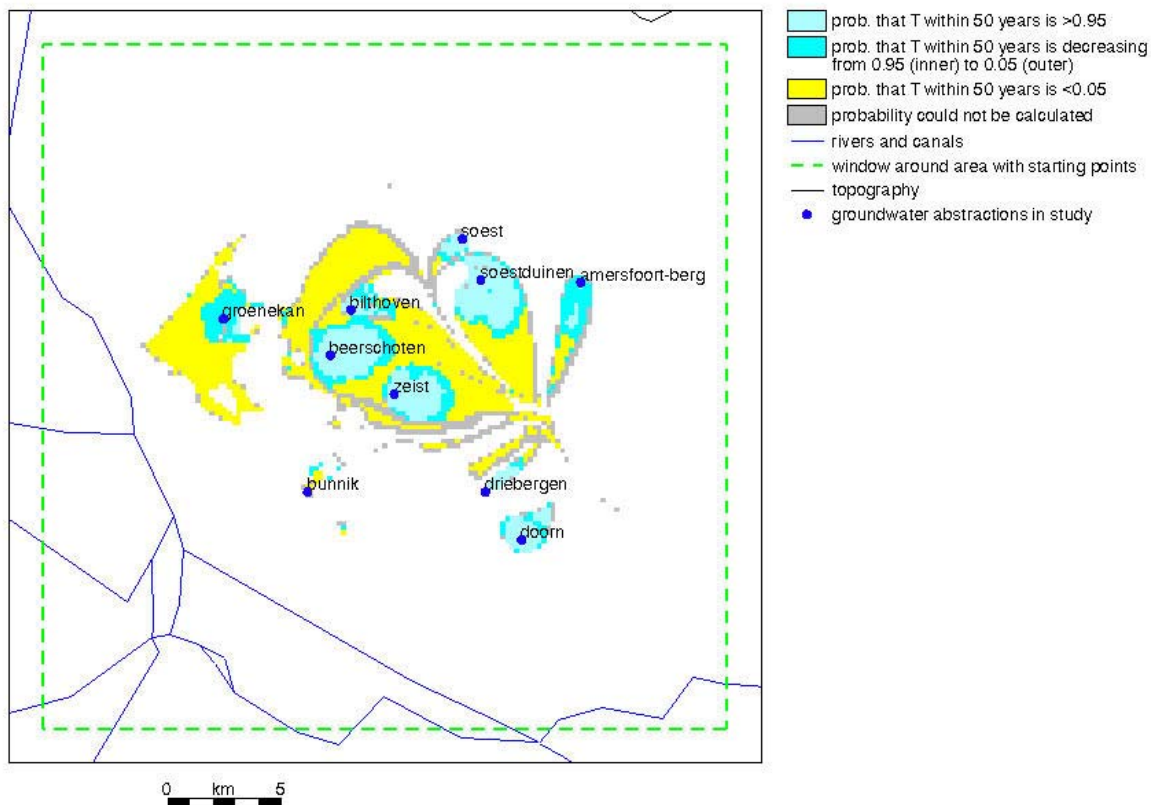 prob. that T within 50 years is >0.95
prob. that T within 50 years is decreasing
from 0.95 (inner) to 0.05 (outer)
prob. that T within 50 years is <0.05
probability could not be calculated
rivers and canals
window around area with starting points
topography
groundwater abstractions in study
soest
soestduinen
amersfoort-berg
bilthoven
groenekan
beerschoten
zeist
bunnik
driebergen
doorn
0 km 5